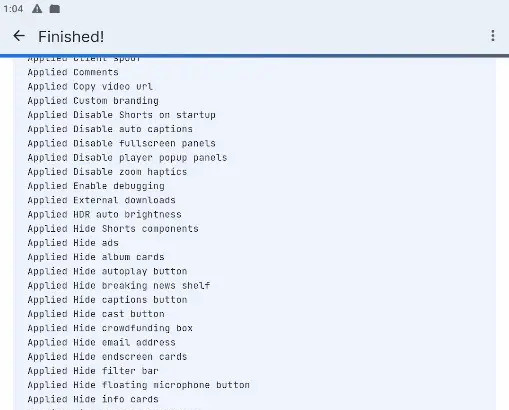 1:04
Finished!
Applied Client spoof
Applied Comments
Applied Copy video url
Applied Custom branding
Applied Disable Shorts on startup
Applied Disable auto captions
Applied Disable fullscreen panels
Applied Disable player popup panels
Applied Disable zoom haptics
Applied Enable debugging
Applied External downloads
Applied HDR auto brightness
Applied Hide Shorts components
Applied Hide ads
Applied Hide album cards
Applied Hide autoplay button
Applied Hide breaking news shelf
Applied Hide captions button
Applied Hide cast button
Applied Hide crowdfunding box
Applied Hide email address
Applied Hide endscreen cards
Applied Hide filter bar
Applied Hide floating microphone button
Applied Hide info cards